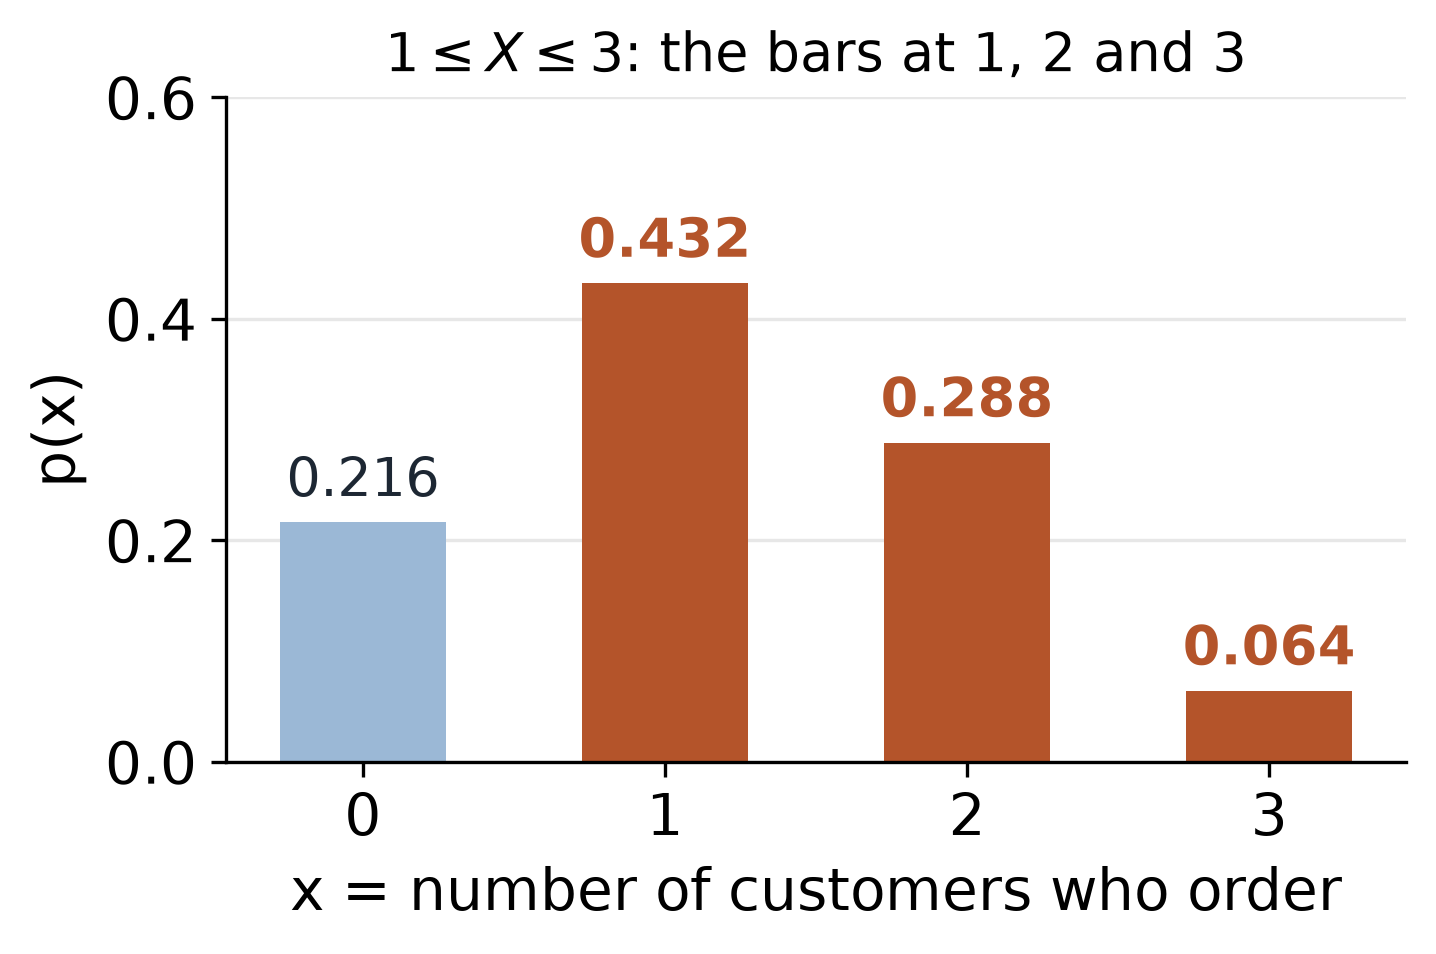 1 ≤ X ≤ 3: the bars at 1, 2 and 3
0.6
0.4
0.2
0.0
p(x)
0.216
0.432
0.288
0.064
0 1 2 3
x = number of customers who order